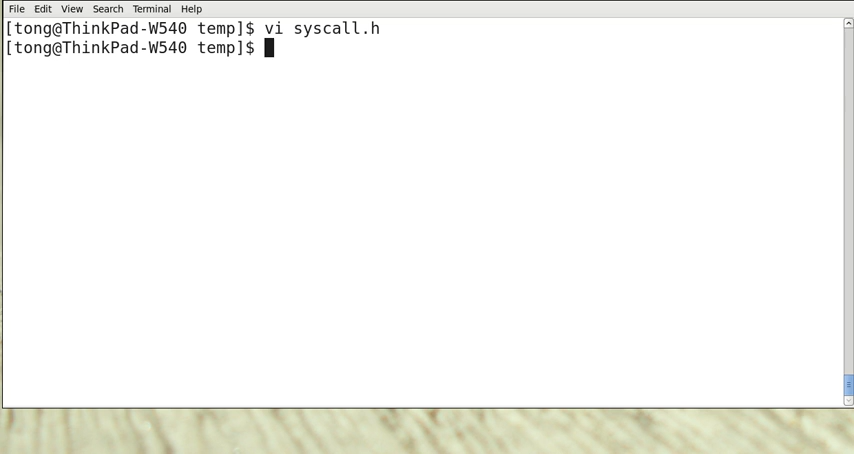 File Edit View Search Terminal Help
[tong@ThinkPad-W540 temp]$ vi syscall.h
[tong@ThinkPad-W540 temp]$